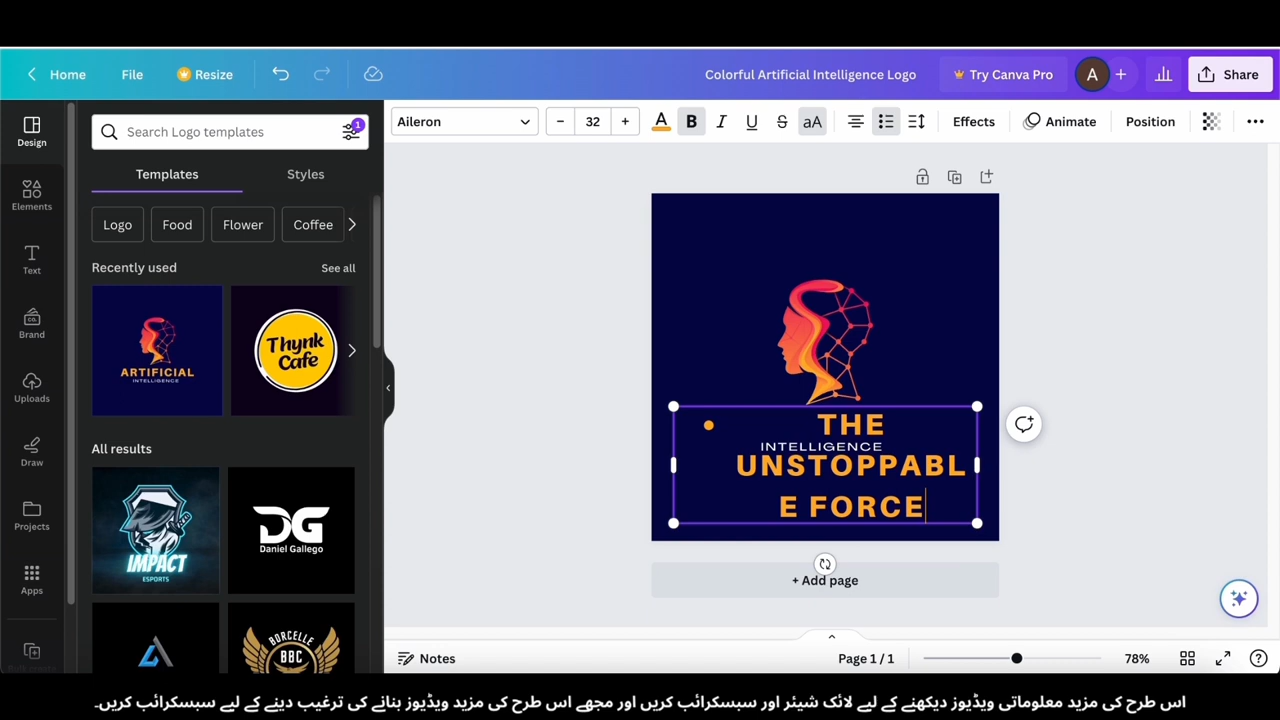 Home File Resize Colorful Artificial Intelligence Logo Try Canva Pro A + Share
Aileron − 32 + A B I U S aA Effects Animate Position
Design
Elements
Text
Brand
Uploads
Draw
Projects
Apps
Search Logo templates 1
Templates Styles
Logo Food Flower Coffee
Recently used See all
ARTIFICIAL
INTELLIGENCE
Thynk
Cafe
All results
IMPACT
ESPORTS
DG
Daniel Gallego
BORCELLE
BBC
THE
INTELLIGENCE
UNSTOPPABL
E FORCE
+ Add page
Notes Page 1 / 1 78%
اس طرح کی مزید معلوماتی ویڈیوز دیکھنے کے لیے لائک شیئر اور سبسکرائب کریں اور مجھے اس طرح کی مزید ویڈیوز بنانے کی ترغیب دینے کے لیے سبسکرائب کریں۔